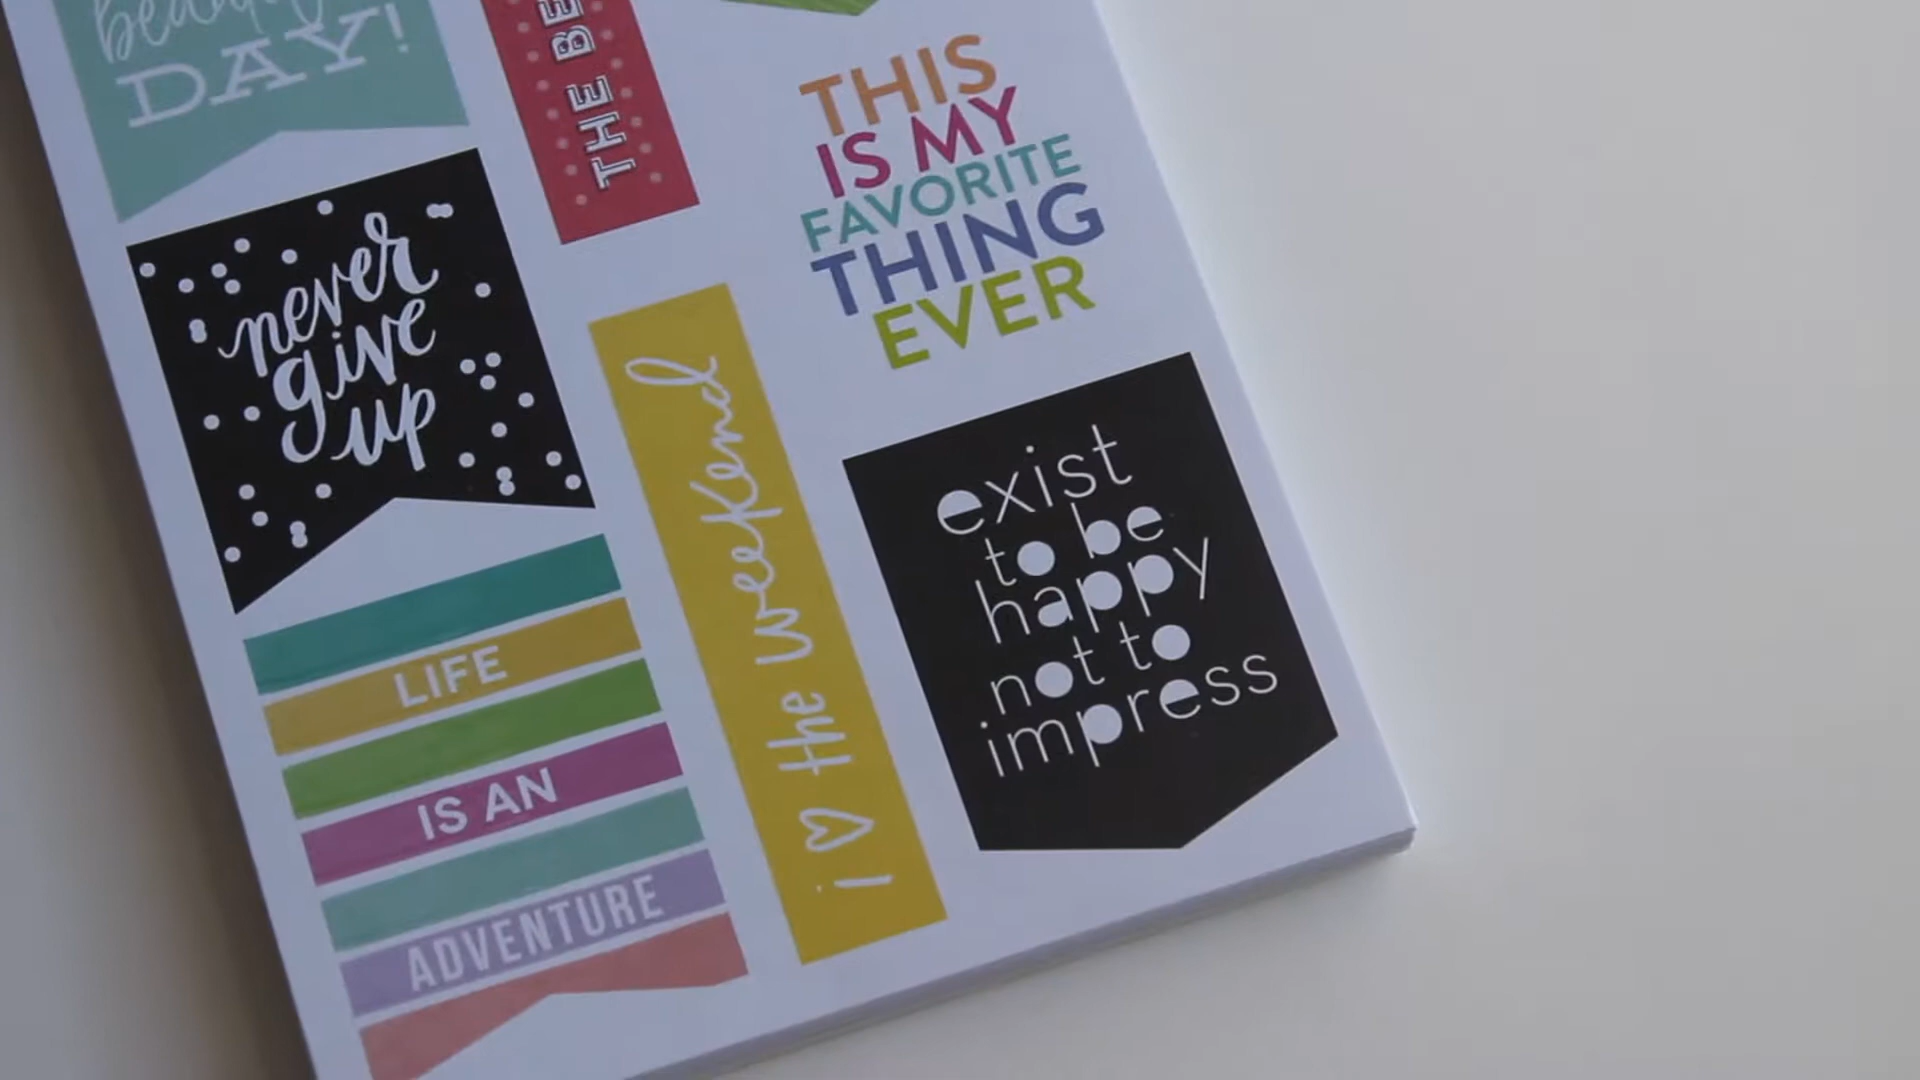 DAY!
THE
THIS
IS MY
FAVORITE
THING
EVER
never
give
up
i ♡ the weekend
exist
to be
happy
not to
impress
LIFE
IS AN
ADVENTURE